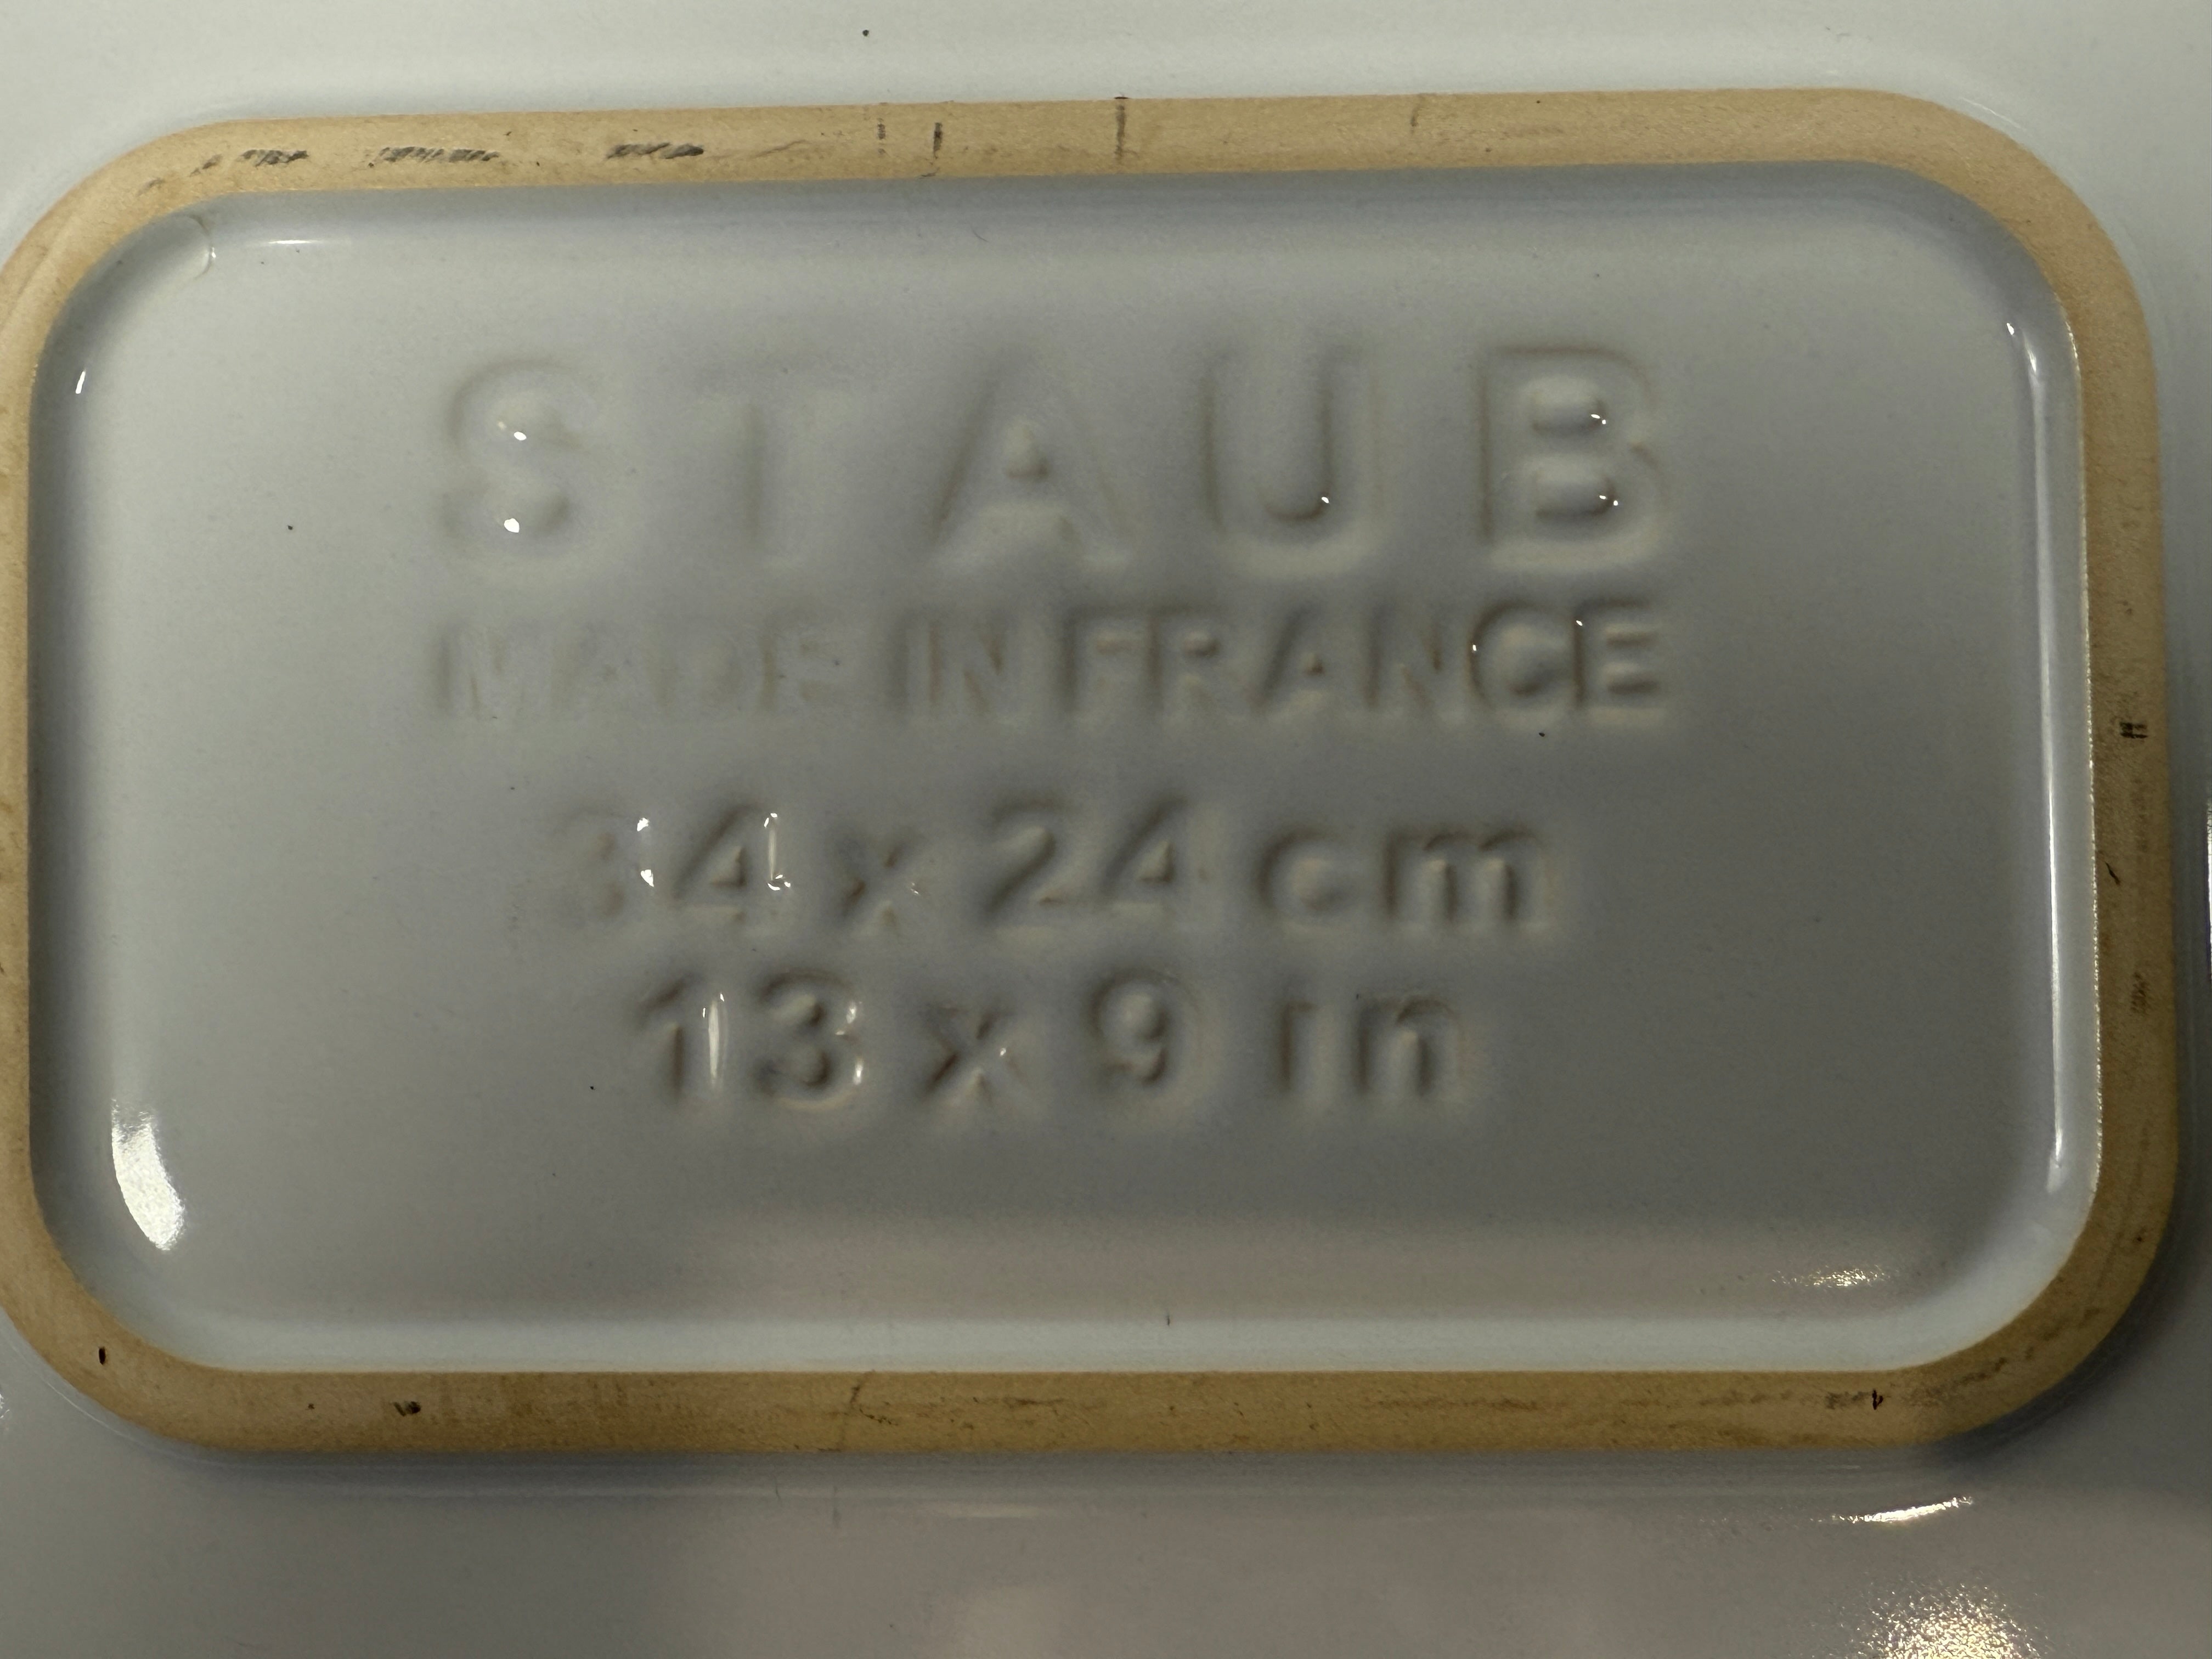 STAUB
MADE IN FRANCE
34 x 24 cm
13 x 9 in